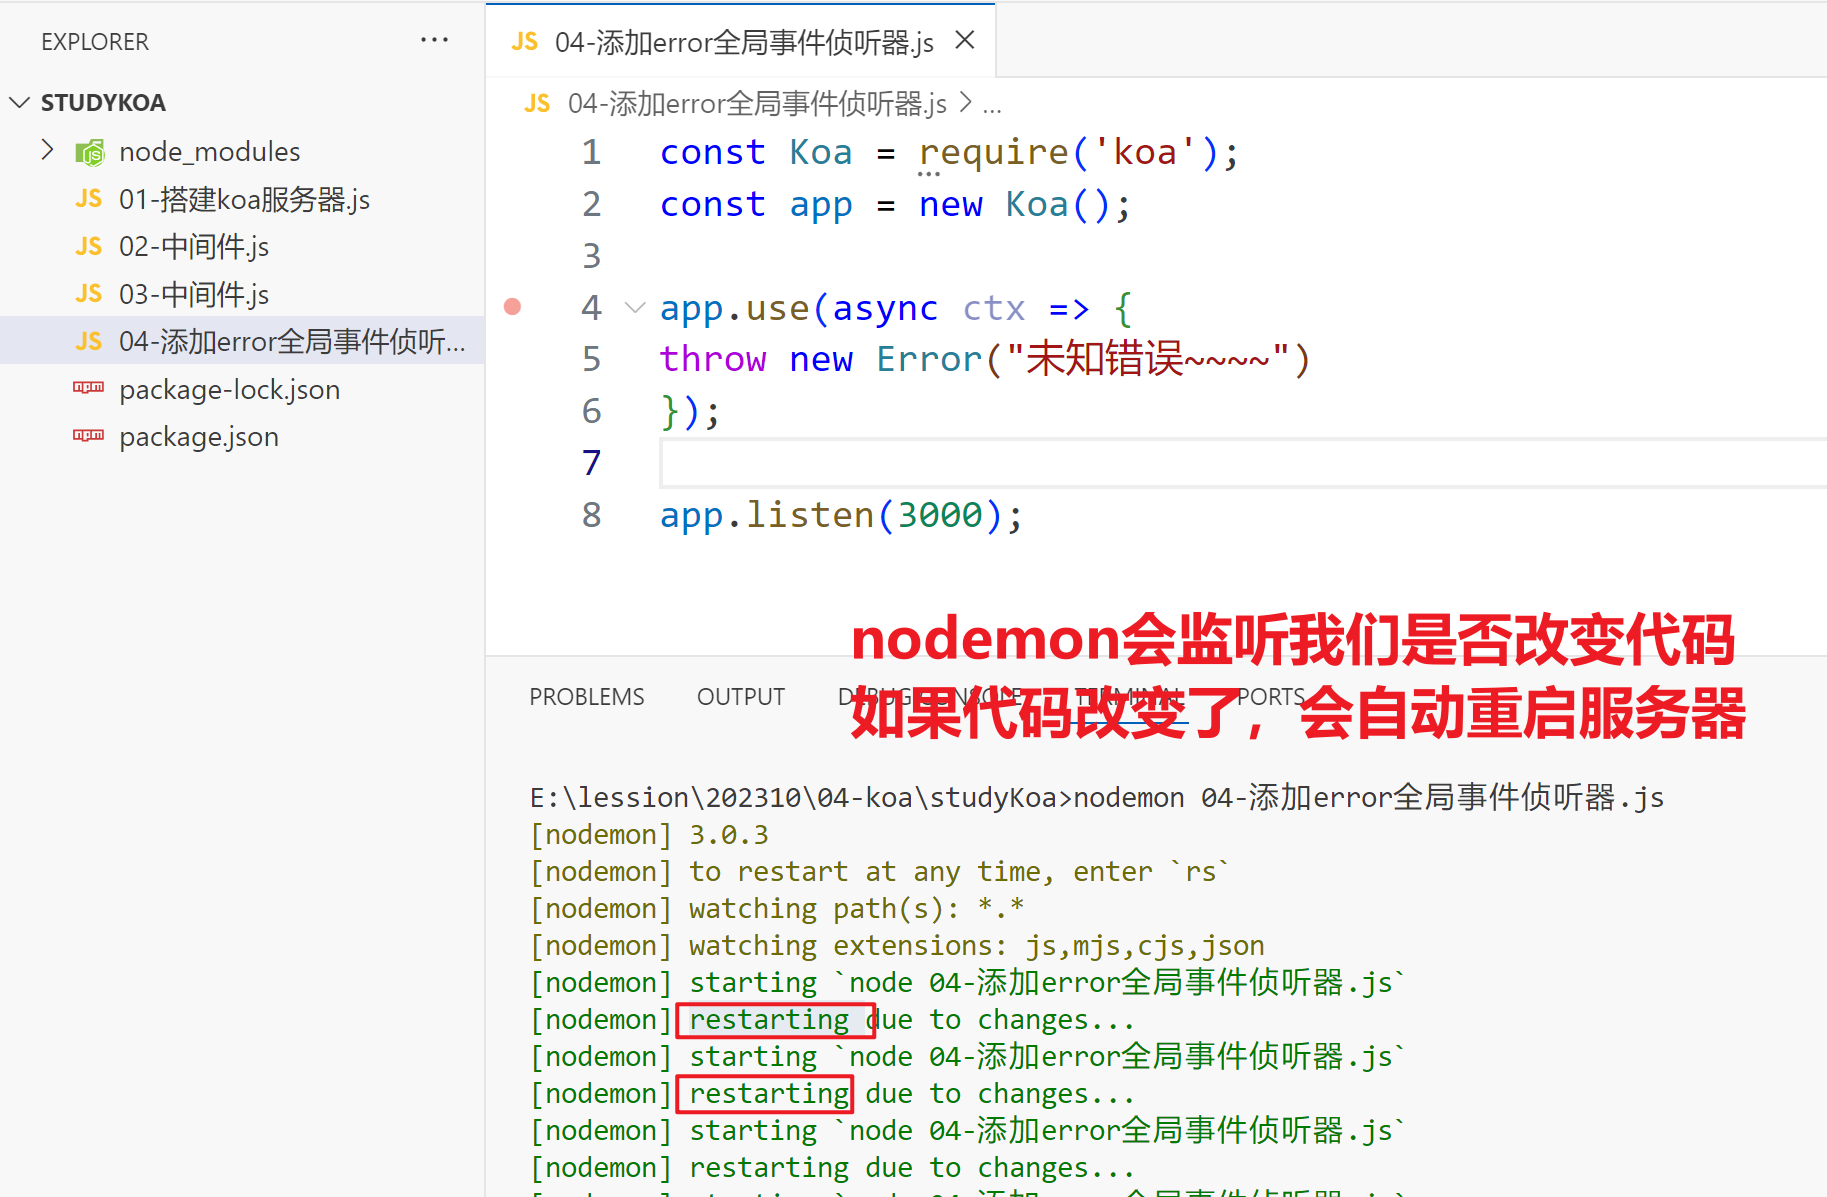 EXPLORER
STUDYKOA
node_modules
JS 01-搭建koa服务器.js
JS 02-中间件.js
JS 03-中间件.js
JS 04-添加error全局事件侦听...
package-lock.json
package.json
JS 04-添加error全局事件侦听器.js
JS 04-添加error全局事件侦听器.js > ...
1 const Koa = require('koa');
2 const app = new Koa();
3
4 app.use(async ctx => {
5 throw new Error("未知错误~~~~")
6 });
7
8 app.listen(3000);
nodemon会监听我们是否改变代码
如果代码改变了，会自动重启服务器
PROBLEMS OUTPUT DEBUG CONSOLE TERMINAL PORTS
E:\lession\202310\04-koa\studyKoa>nodemon 04-添加error全局事件侦听器.js
[nodemon] 3.0.3
[nodemon] to restart at any time, enter `rs`
[nodemon] watching path(s): *.*
[nodemon] watching extensions: js,mjs,cjs,json
[nodemon] starting `node 04-添加error全局事件侦听器.js`
[nodemon] restarting due to changes...
[nodemon] starting `node 04-添加error全局事件侦听器.js`
[nodemon] restarting due to changes...
[nodemon] starting `node 04-添加error全局事件侦听器.js`
[nodemon] restarting due to changes...